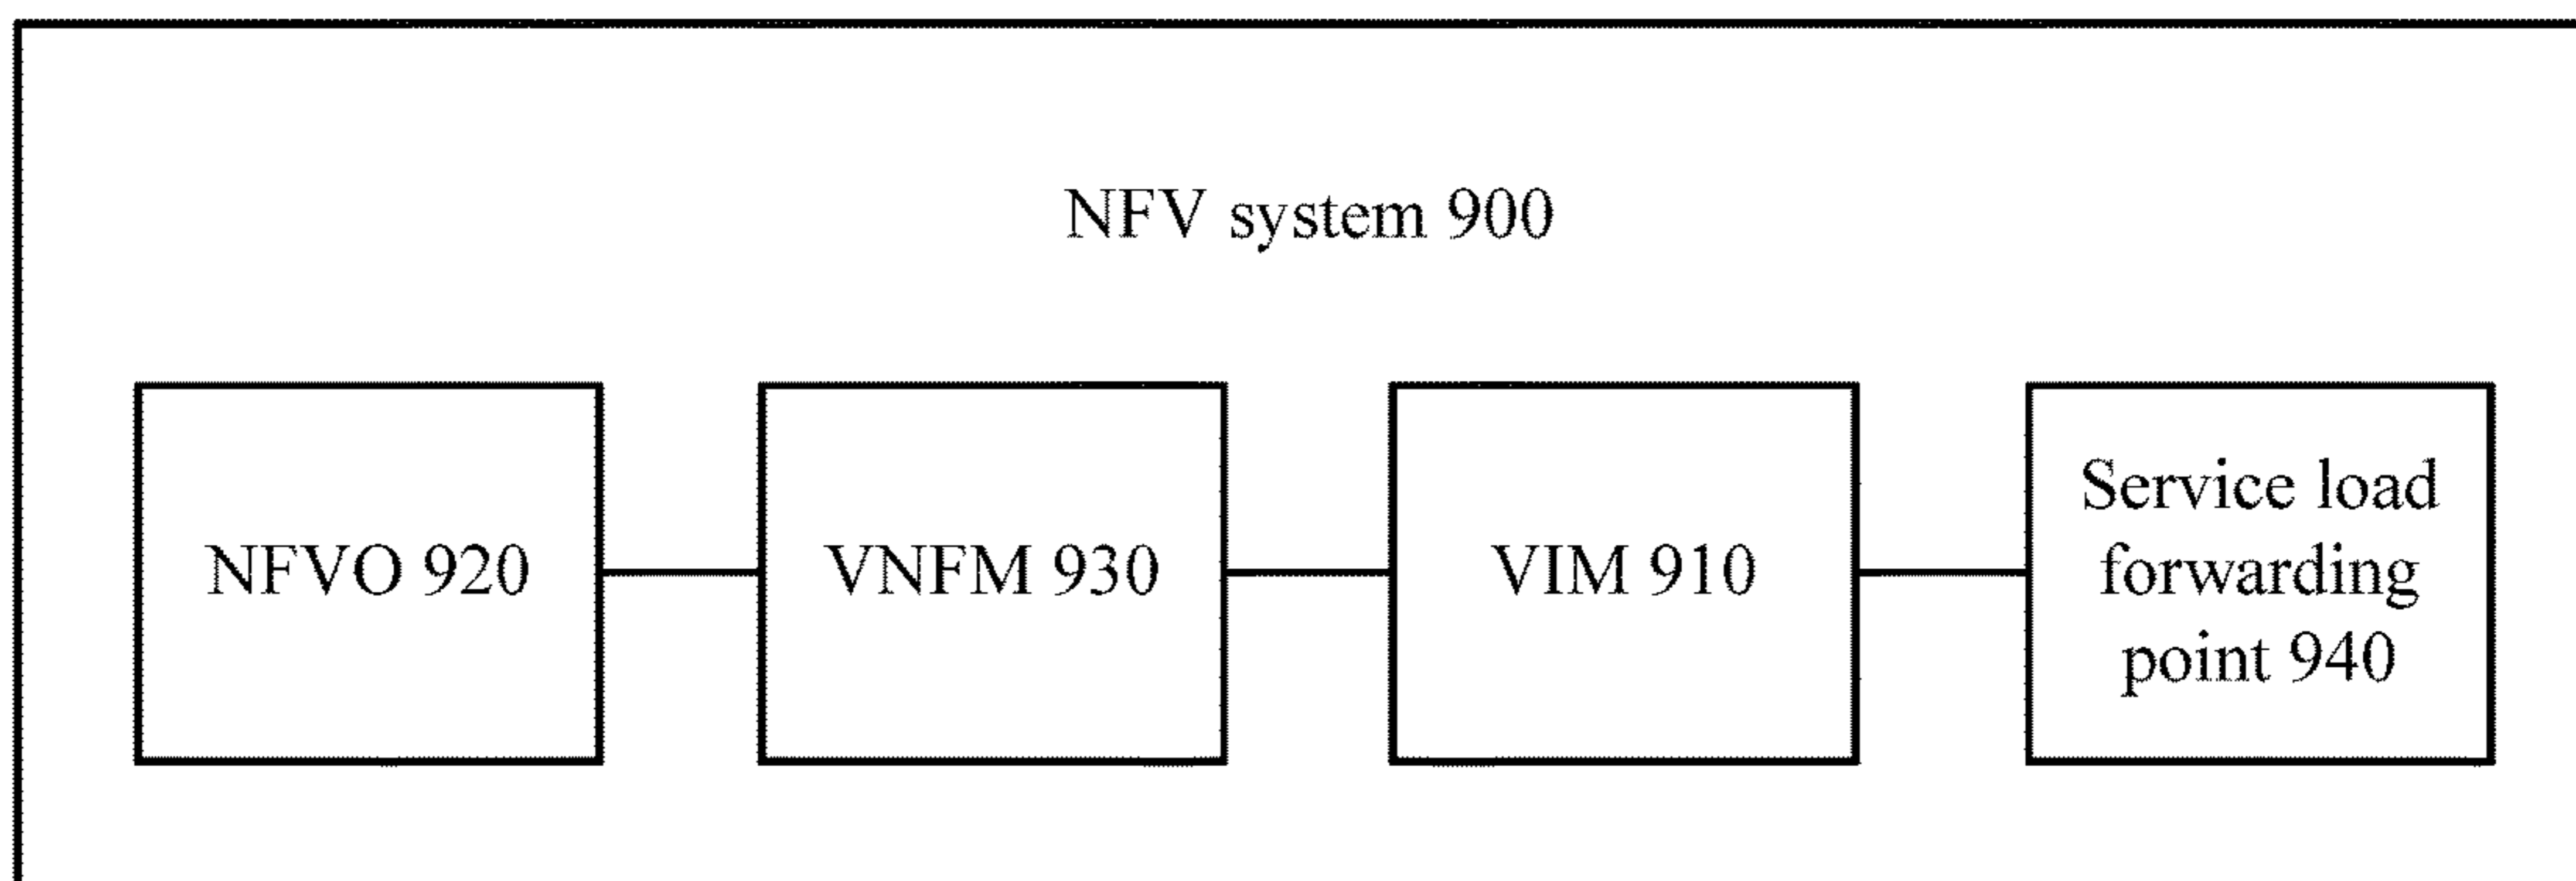 NFV system 900
NFVO 920
VNFM 930
VIM 910
Service load
forwarding
point 940